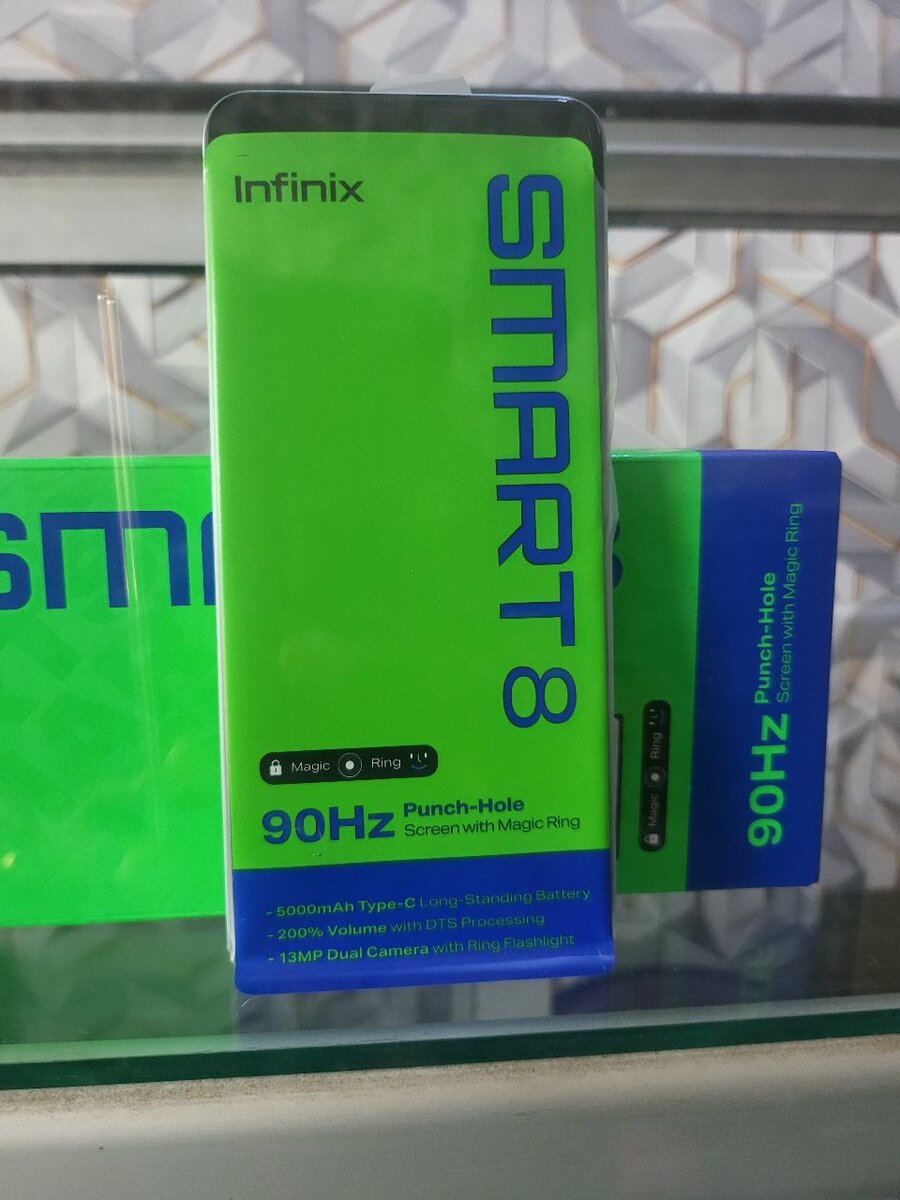 Infinix
SMART 8
Magic Ring
90Hz Punch-Hole
Screen with Magic Ring
- 5000mAh Type-C Long-Standing Battery
- 200% Volume with DTS Processing
- 13MP Dual Camera with Ring Flashlight
Magic Ring
90Hz Punch-Hole
Screen with Magic Ring